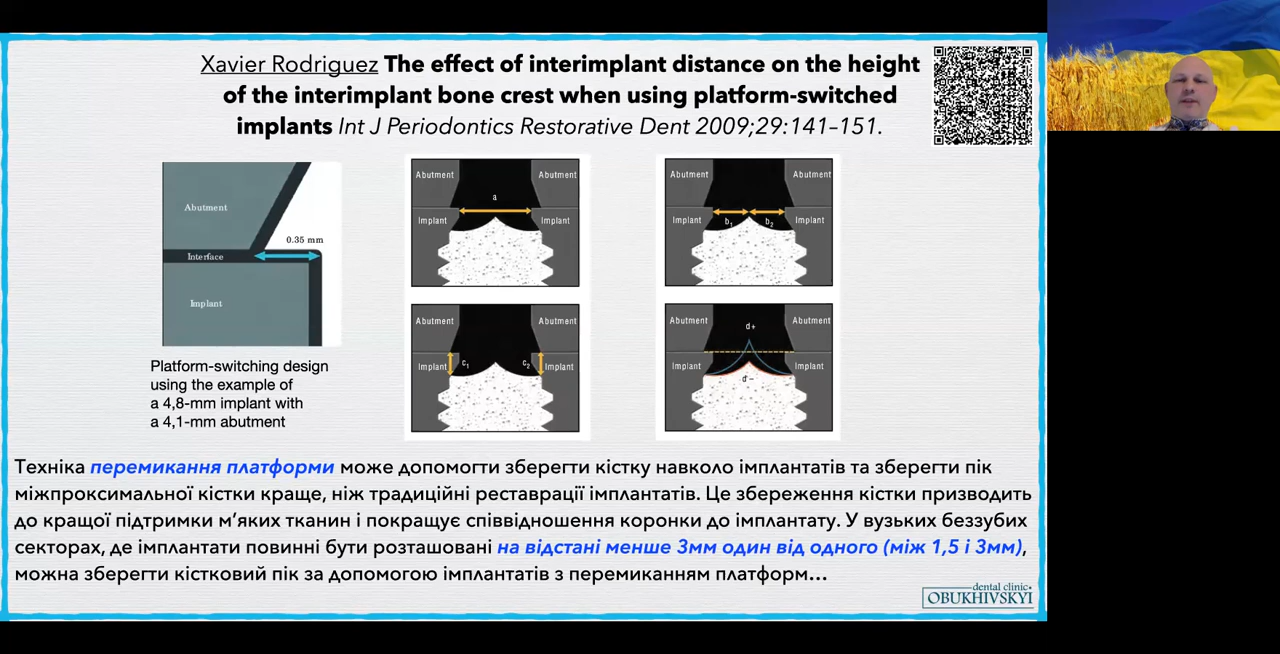 Xavier Rodriguez The effect of interimplant distance on the height
of the interimplant bone crest when using platform-switched
implants Int J Periodontics Restorative Dent 2009;29:141–151.
Abutment
0.35 mm
Interface
Implant
Platform-switching design
using the example of
a 4,8-mm implant with
a 4,1-mm abutment
Abutment Abutment
a
Implant Implant
Abutment Abutment
Implant b1 b2 Implant
Abutment Abutment
Implant c1 c2 Implant
Abutment d+ Abutment
Implant Implant
d-
Техніка перемикання платформи може допомогти зберегти кістку навколо імплантатів та зберегти пік
міжпроксимальної кістки краще, ніж традиційні реставрації імплантатів. Це збереження кістки призводить
до кращої підтримки м’яких тканин і покращує співвідношення коронки до імплантату. У вузьких беззубих
секторах, де імплантати повинні бути розташовані на відстані менше 3мм один від одного (між 1,5 і 3мм),
можна зберегти кістковий пік за допомогою імплантатів з перемиканням платформ...
dental clinic
OBUKHIVSKYI